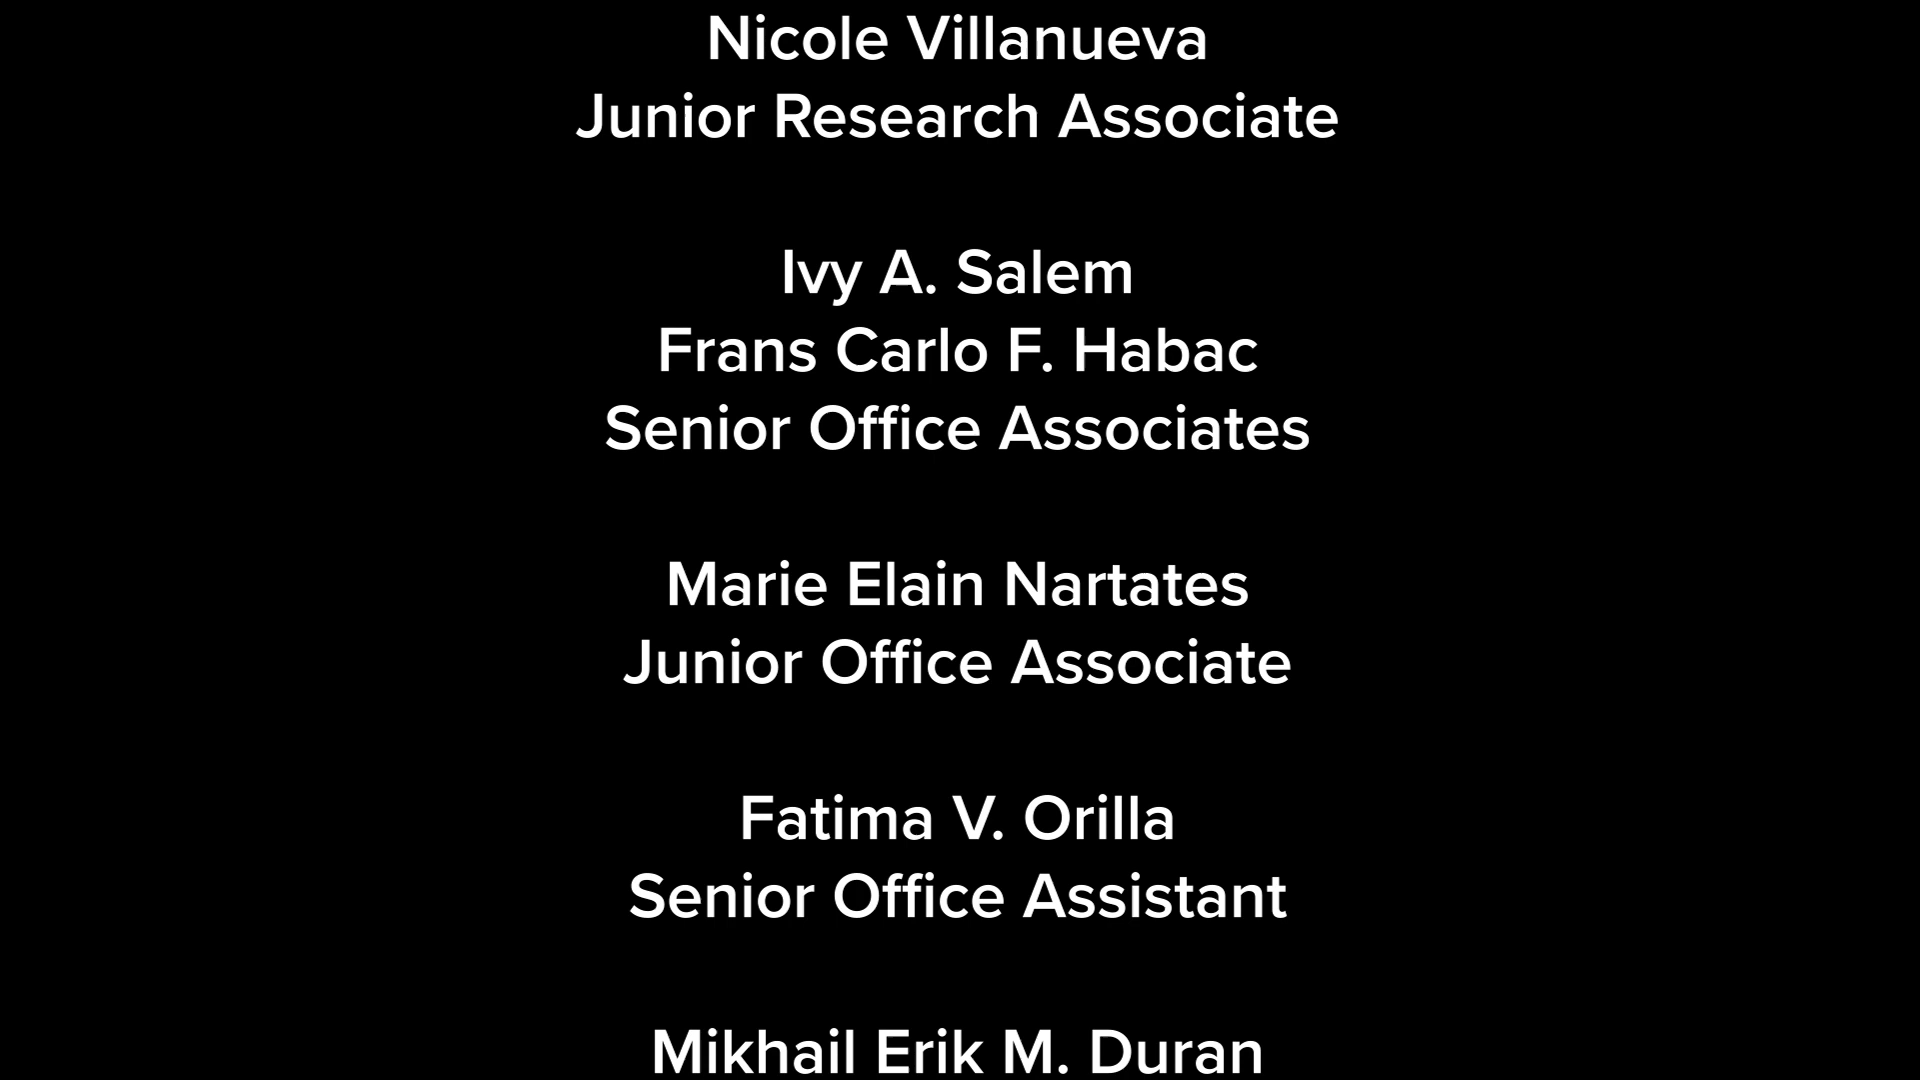 Nicole Villanueva
Junior Research Associate
Ivy A. Salem
Frans Carlo F. Habac
Senior Office Associates
Marie Elain Nartates
Junior Office Associate
Fatima V. Orilla
Senior Office Assistant
Mikhail Erik M. Duran